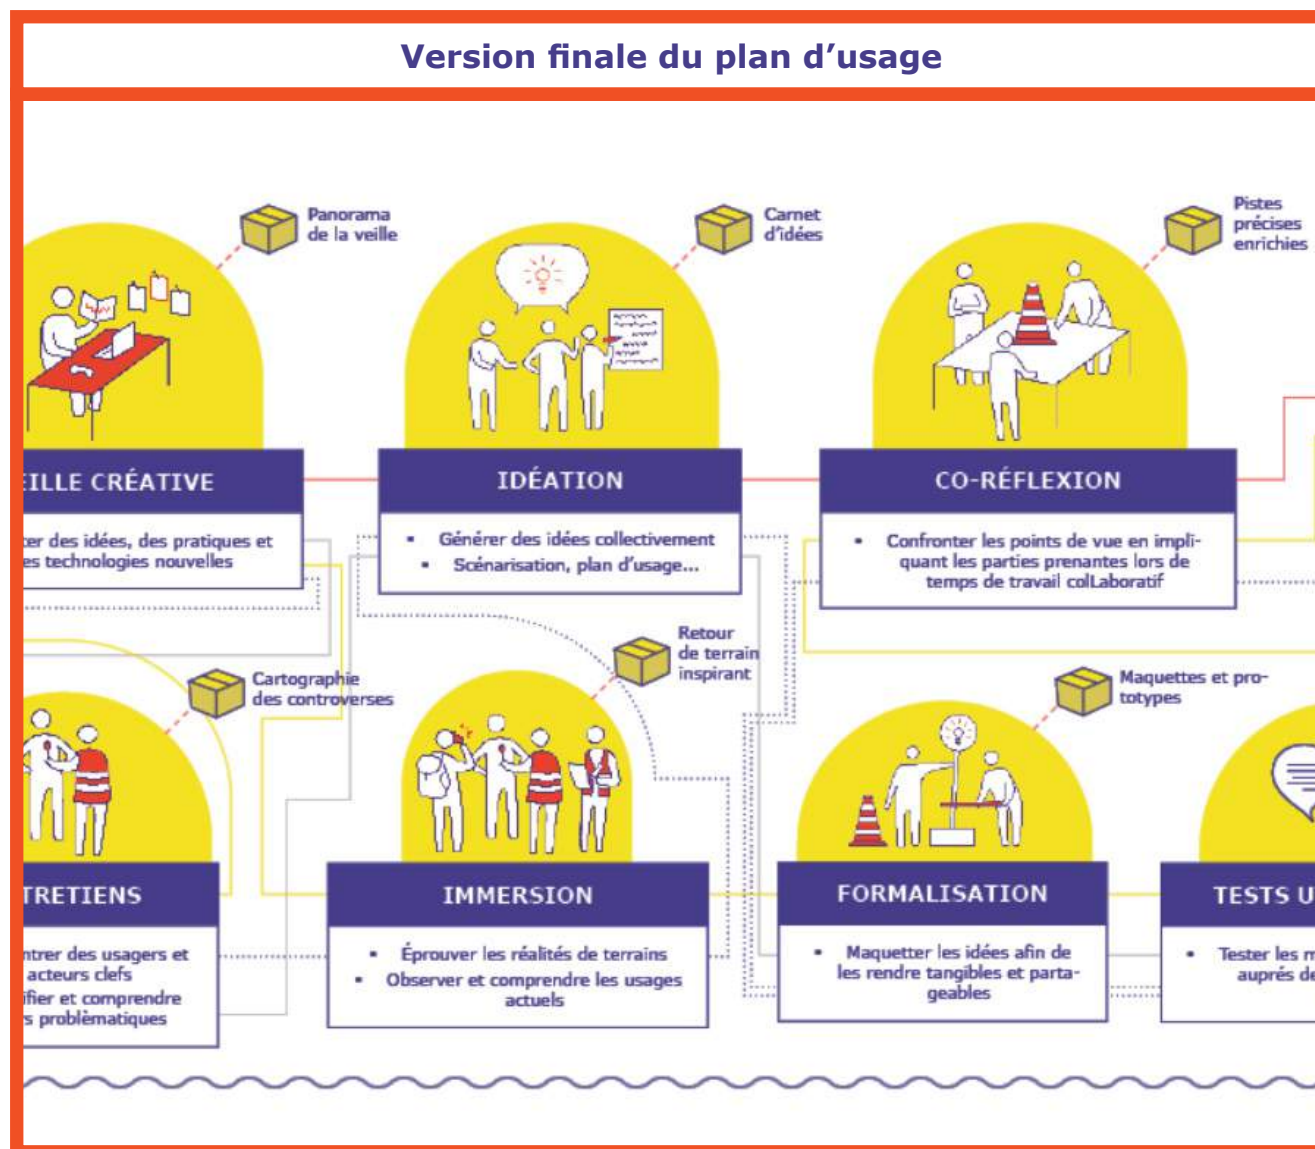 Version finale du plan d’usage
Panorama
de la veille
Carnet
d'idées
Pistes
précises
enrichies
EILLE CRÉATIVE
er des idées, des pratiques et
es technologies nouvelles
IDÉATION
▪ Générer des idées collectivement
▪ Scénarisation, plan d'usage...
CO-RÉFLEXION
▪ Confronter les points de vue en impli-
quant les parties prenantes lors de
temps de travail colLaboratif
Cartographie
des controverses
Retour
de terrain
inspirant
Maquettes et pro-
totypes
TRETIENS
ntrer des usagers et
acteurs clefs
ifier et comprendre
s problèmatiques
IMMERSION
▪ Éprouver les réalités de terrains
▪ Observer et comprendre les usages
actuels
FORMALISATION
▪ Maquetter les idées afin de
les rendre tangibles et parta-
geables
TESTS U
▪ Tester les m
auprés de